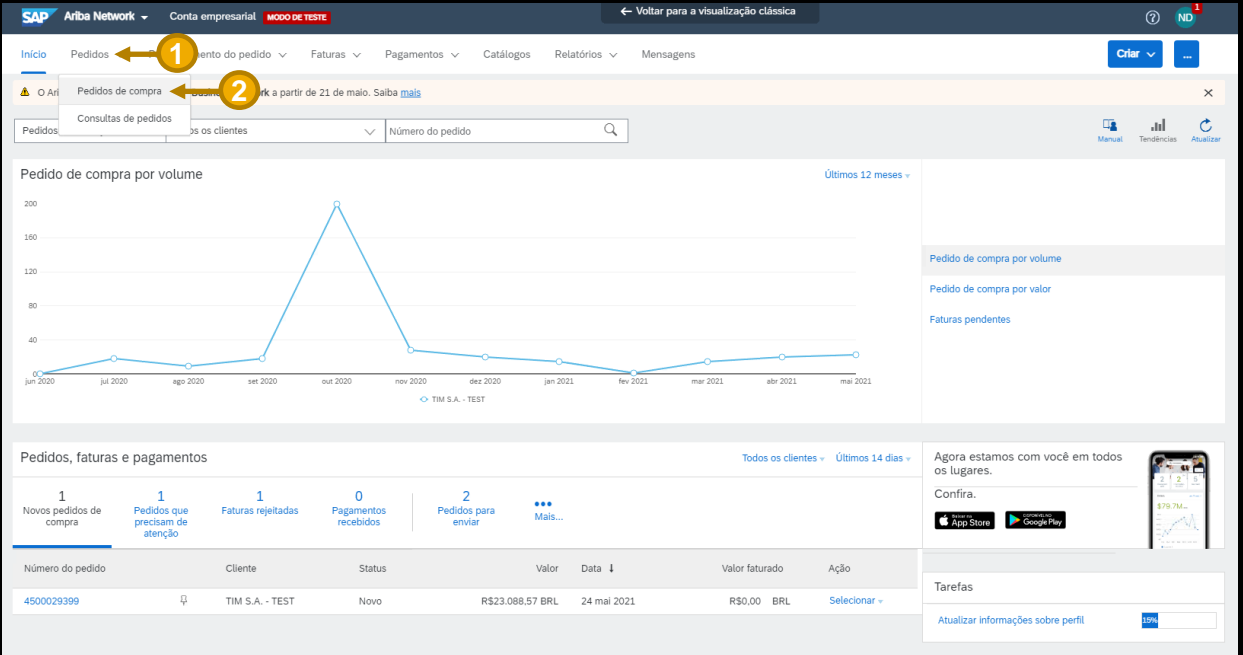 SAP Ariba Network Conta empresarial MODO DE TESTE
← Voltar para a visualização clássica
? ND 1
Início Pedidos 1 ento do pedido Faturas Pagamentos Catálogos Relatórios Mensagens
Criar ...
Pedidos de compra 2
Consultas de pedidos
O Ari rk a partir de 21 de maio. Saiba mais
Pedidos os clientes Número do pedido
Manual Tendências Atualizar
Pedido de compra por volume
Últimos 12 meses
200
160
120
80
40
0
jun 2020 jul 2020 ago 2020 set 2020 out 2020 nov 2020 dez 2020 jan 2021 fev 2021 mar 2021 abr 2021 mai 2021
TIM S.A. - TEST
Pedido de compra por volume
Pedido de compra por valor
Faturas pendentes
Pedidos, faturas e pagamentos
Todos os clientes Últimos 14 dias
1
Novos pedidos de
compra
1
Pedidos que
precisam de
atenção
1
Faturas rejeitadas
0
Pagamentos
recebidos
2
Pedidos para
enviar
Mais...
Número do pedido Cliente Status Valor Data ↓ Valor faturado Ação
4500029399 TIM S.A. - TEST Novo R$23.088,57 BRL 24 mai 2021 R$0,00 BRL Selecionar
Agora estamos com você em todos
os lugares.
Confira.
App Store
Google Play
$79.7M
Tarefas
Atualizar informações sobre perfil 15%